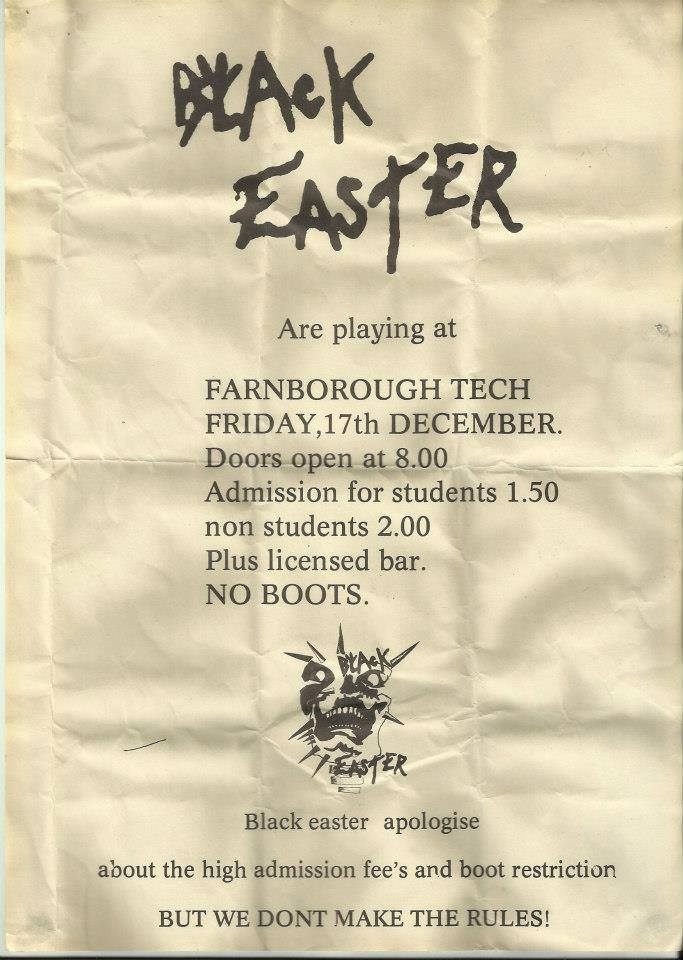 BLACK
EASTER
Are playing at
FARNBOROUGH TECH
FRIDAY,17th DECEMBER.
Doors open at 8.00
Admission for students 1.50
non students 2.00
Plus licensed bar.
NO BOOTS.
BLACK
EASTER
Black easter apologise
about the high admission fee's and boot restriction
BUT WE DONT MAKE THE RULES!